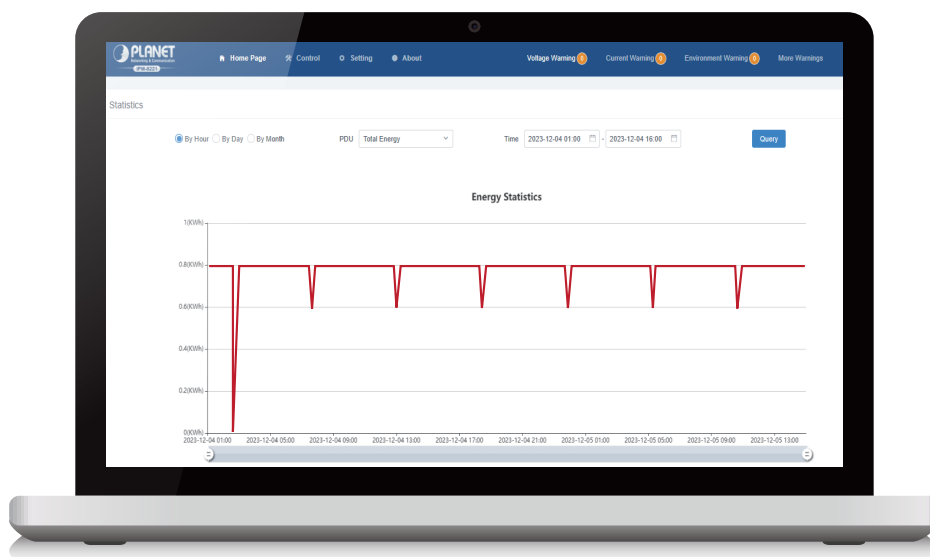 PLANET
Networking & Communication
IPM-8221
Home Page Control Setting About Voltage Warning 0 Current Warning 0 Environment Warning 0 More Warnings
Statistics
By Hour By Day By Month PDU Total Energy Time 2023-12-04 01:00 - 2023-12-04 16:00 Query
Energy Statistics
1(KWh)
0.8(KWh)
0.6(KWh)
0.4(KWh)
0.2(KWh)
0(KWh)
2023-12-04 01:00 2023-12-04 05:00 2023-12-04 09:00 2023-12-04 13:00 2023-12-04 17:00 2023-12-04 21:00 2023-12-05 01:00 2023-12-05 05:00 2023-12-05 09:00 2023-12-05 13:00